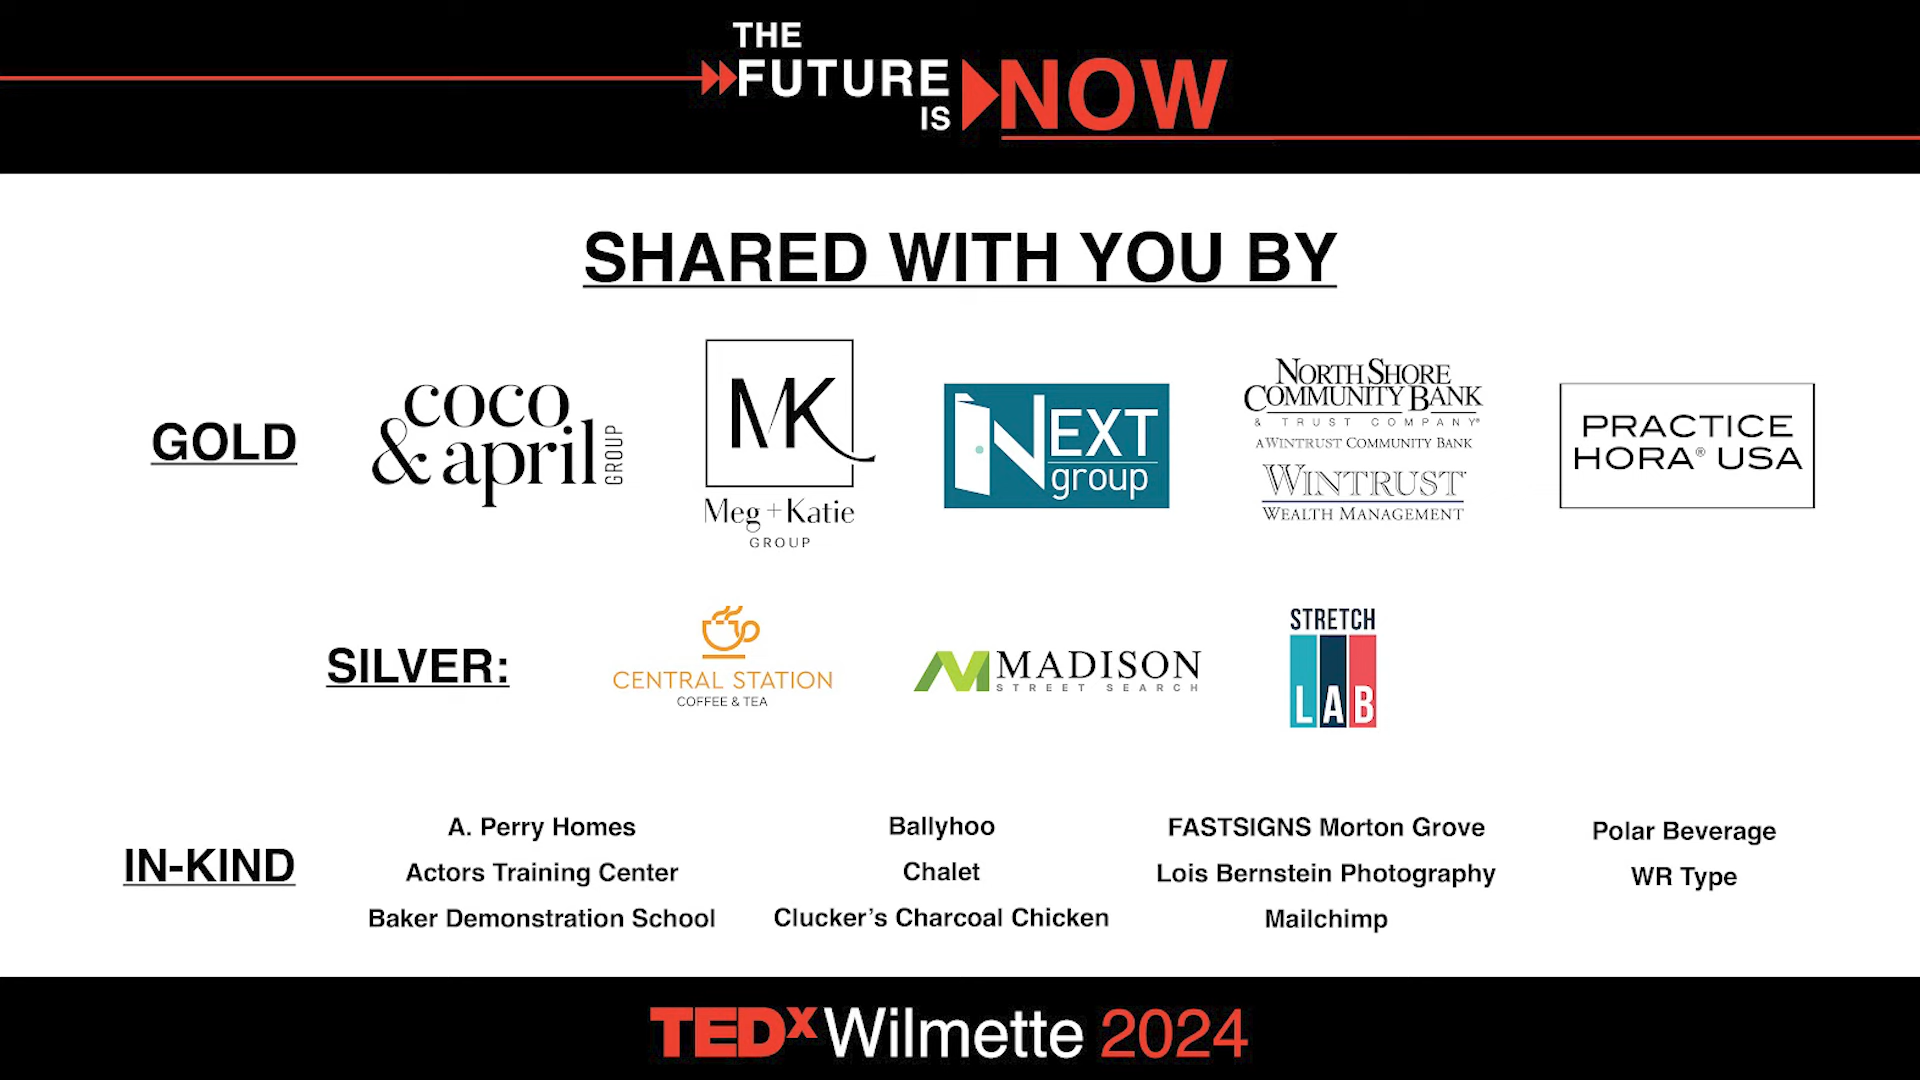 THE
FUTURE
IS
NOW
SHARED WITH YOU BY
GOLD
coco
& april
GROUP
MK
Meg + Katie
GROUP
NEXT
group
NORTH SHORE
COMMUNITY BANK
& TRUST COMPANY®
A WINTRUST COMMUNITY BANK
WINTRUST
WEALTH MANAGEMENT
PRACTICE
HORA® USA
SILVER:
CENTRAL STATION
COFFEE & TEA
MADISON
STREET SEARCH
STRETCH
LAB
IN-KIND
A. Perry Homes
Actors Training Center
Baker Demonstration School
Ballyhoo
Chalet
Clucker’s Charcoal Chicken
FASTSIGNS Morton Grove
Lois Bernstein Photography
Mailchimp
Polar Beverage
WR Type
TEDxWilmette 2024